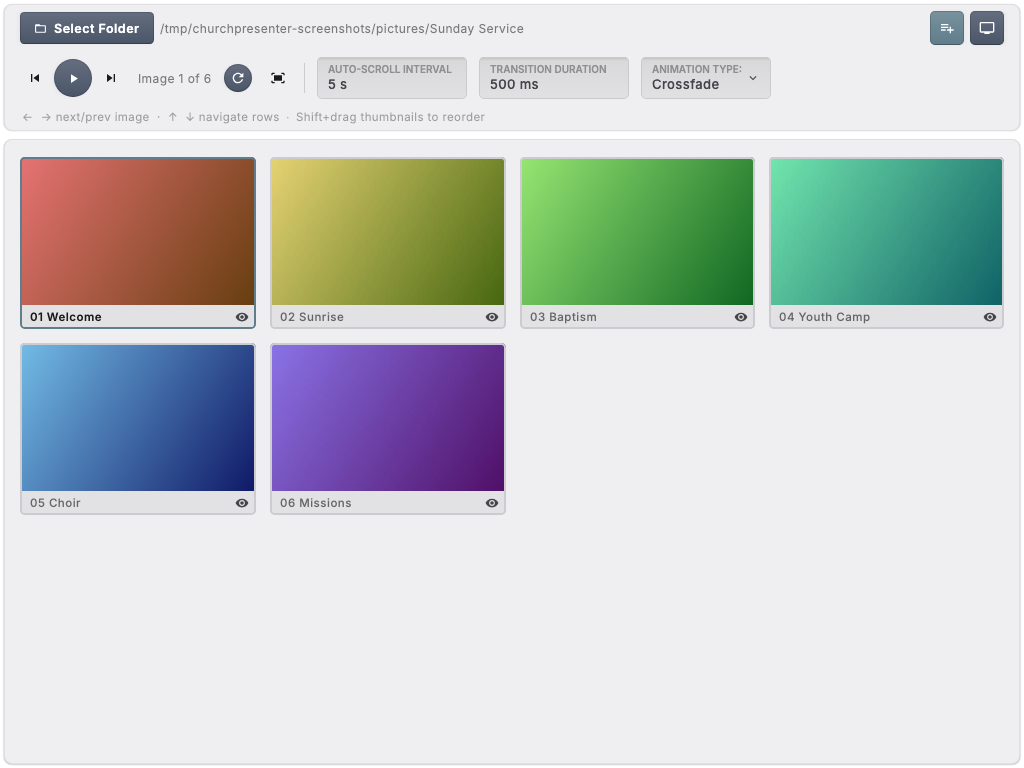 Select Folder /tmp/churchpresenter-screenshots/pictures/Sunday Service
Image 1 of 6
AUTO-SCROLL INTERVAL
5 s
TRANSITION DURATION
500 ms
ANIMATION TYPE:
Crossfade
← → next/prev image · ↑ ↓ navigate rows · Shift+drag thumbnails to reorder
01 Welcome
02 Sunrise
03 Baptism
04 Youth Camp
05 Choir
06 Missions